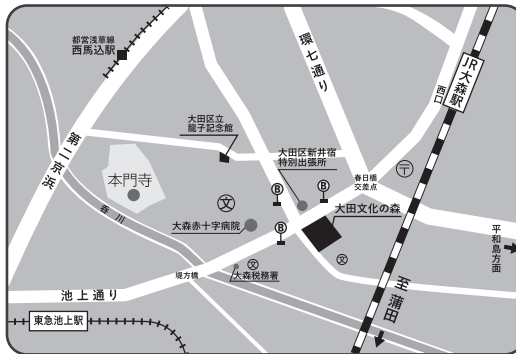 都営浅草線
西馬込駅
環七通り
JR大森駅
西口
第二京浜
大田区立
龍子記念館
大田区新井宿
特別出張所
春日橋
交差点
〒
本門寺
文
B
B
B
大森赤十字病院
大田文化の森
呑川
文
文
大森税務署
堤方橋
平和島方面
至蒲田
池上通り
東急池上駅